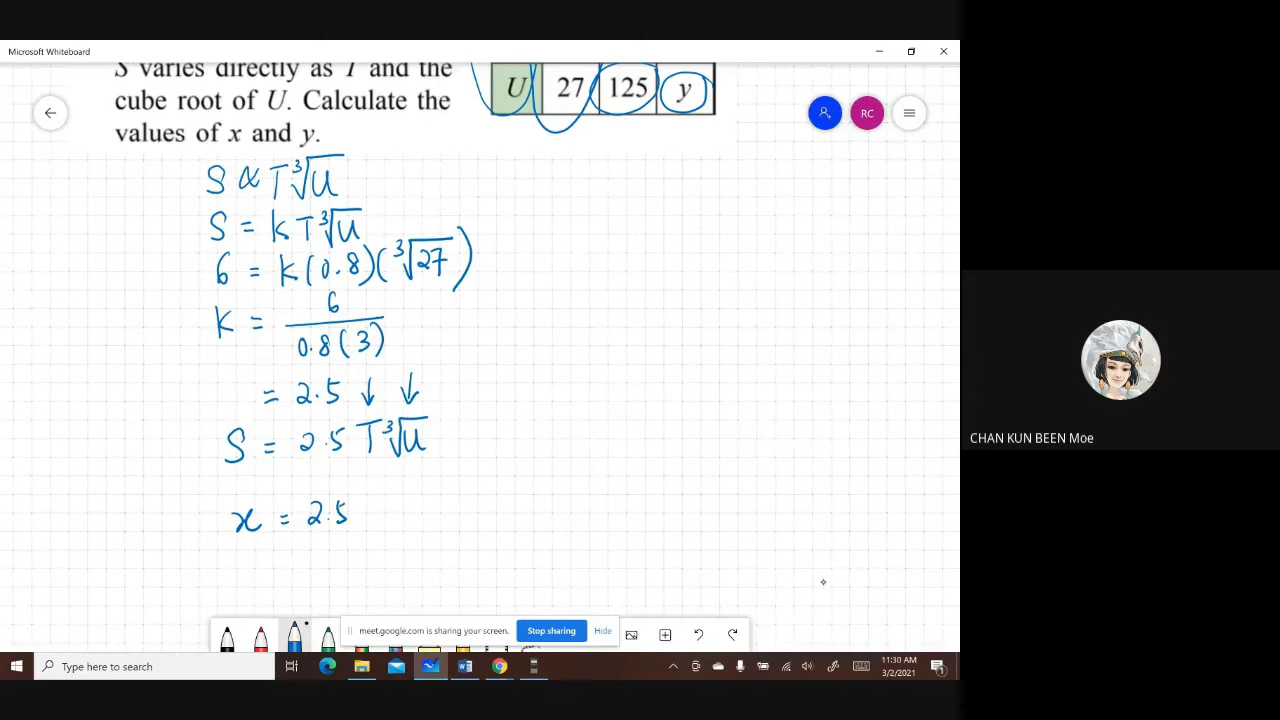 Microsoft Whiteboard
S varies directly as T and the
cube root of U. Calculate the
values of x and y.
U 27 125 y
RC
S ∝ T ∛U
S = k T ∛U
6 = k (0.8) (∛27)
k = 6 / 0.8 (3)
= 2.5 ↓ ↓
S = 2.5 T ∛U
x = 2.5
CHAN KUN BEEN Moe
meet.google.com is sharing your screen. Stop sharing Hide
Type here to search
11:30 AM
3/2/2021
1